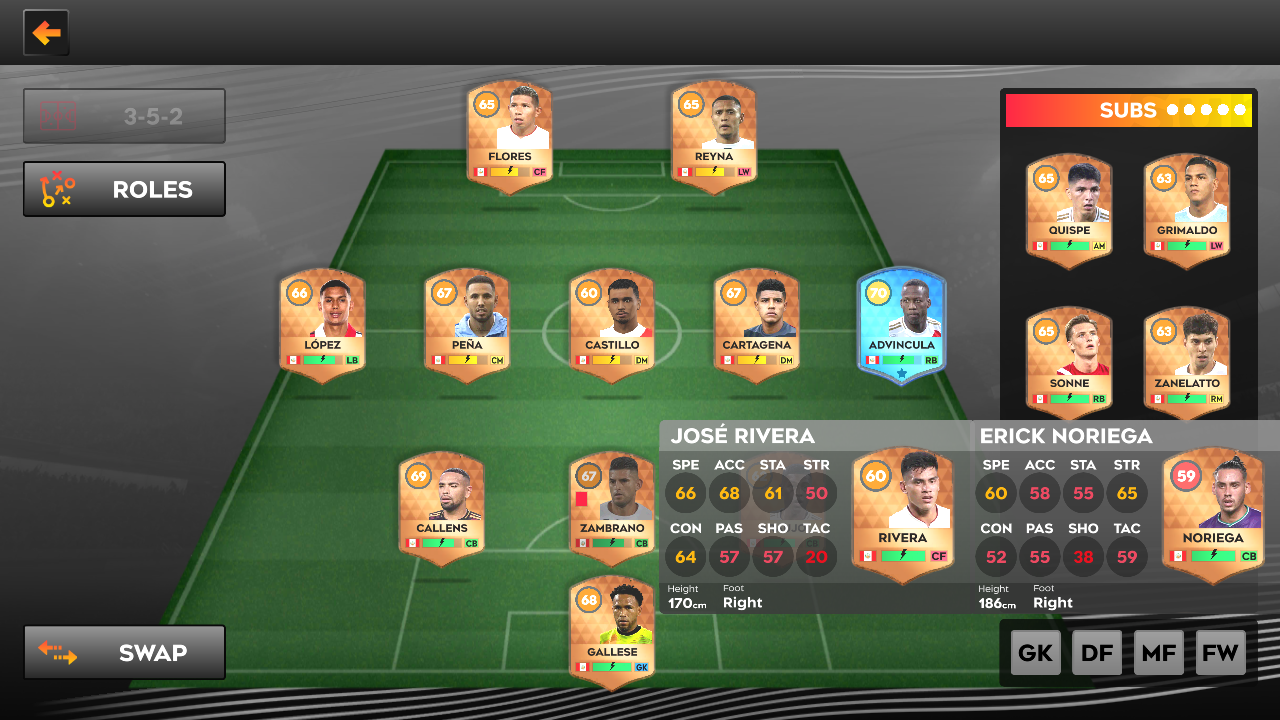 3-5-2
ROLES
65
FLORES
CF
65
REYNA
LW
SUBS
65
QUISPE
AM
63
GRIMALDO
LW
66
LÓPEZ
LB
67
PEÑA
CM
60
CASTILLO
DM
67
CARTAGENA
DM
70
ADVINCULA
RB
65
SONNE
RB
63
ZANELATTO
RM
69
CALLENS
CB
67
ZAMBRANO
CB
JOSÉ RIVERA
SPE ACC STA STR
66 68 61 50
CON PAS SHO TAC
64 57 57 20
Height Foot
170cm Right
60
RIVERA
CF
ERICK NORIEGA
SPE ACC STA STR
60 58 55 65
CON PAS SHO TAC
52 55 38 59
Height Foot
186cm Right
59
NORIEGA
CB
68
GALLESE
GK
SWAP
GK DF MF FW